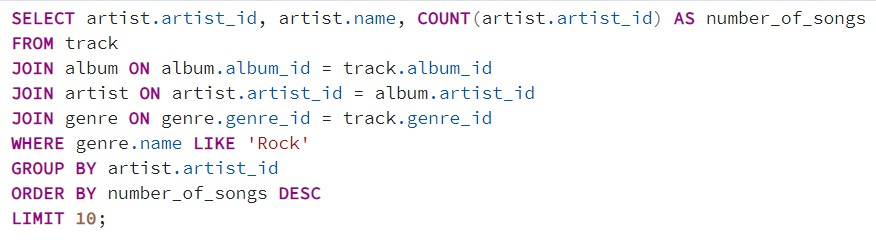 SELECT artist.artist_id, artist.name, COUNT(artist.artist_id) AS number_of_songs
FROM track
JOIN album ON album.album_id = track.album_id
JOIN artist ON artist.artist_id = album.artist_id
JOIN genre ON genre.genre_id = track.genre_id
WHERE genre.name LIKE 'Rock'
GROUP BY artist.artist_id
ORDER BY number_of_songs DESC
LIMIT 10;